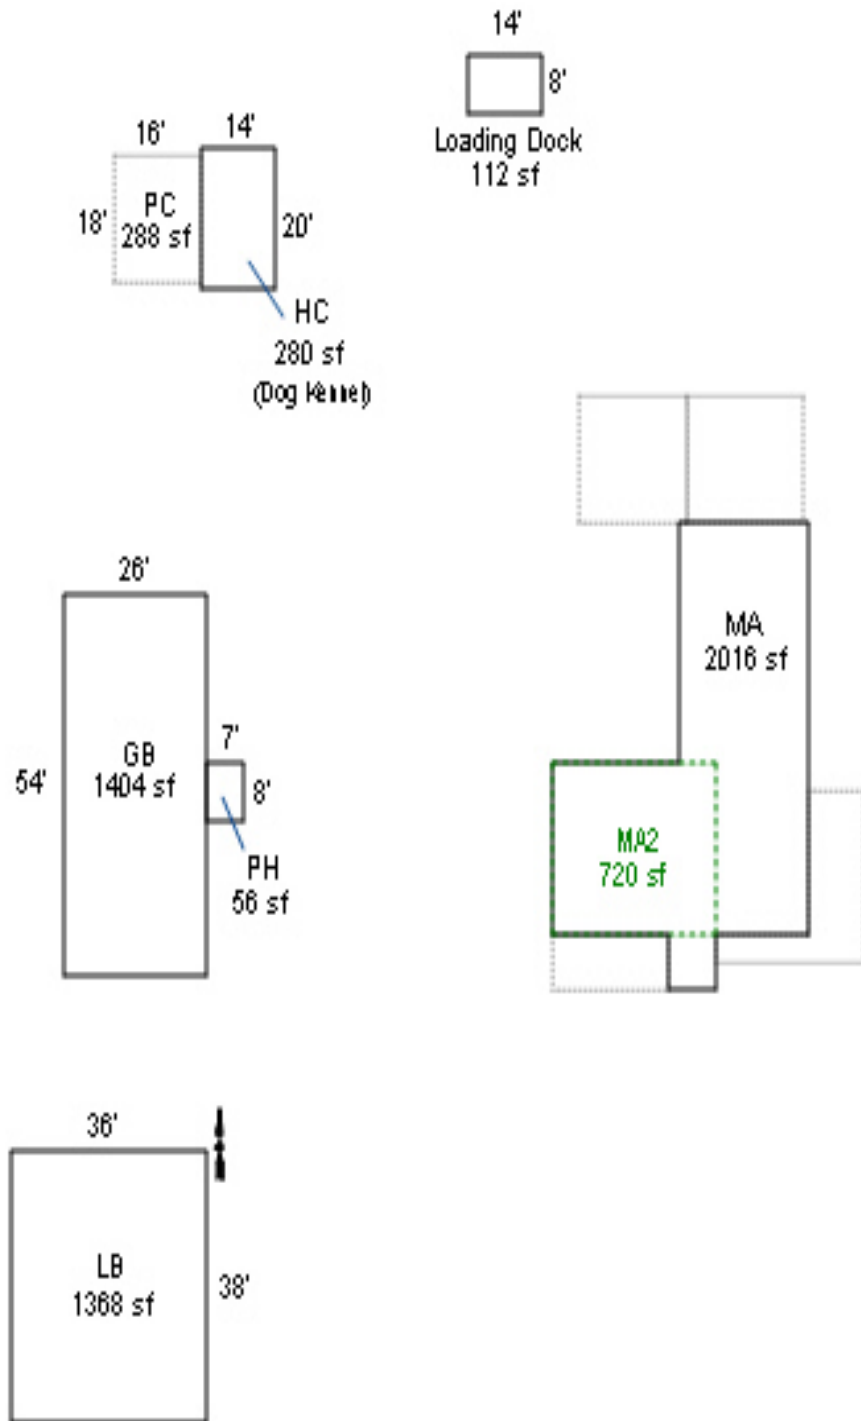 14'
8'
Loading Dock
112 sf
16'
14'
18'
PC
288 sf
20'
HC
280 sf
(Dog Kennel)
26'
54'
GB
1404 sf
7'
8'
PH
56 sf
MA
2016 sf
MA2
720 sf
36'
LB
1368 sf
38'